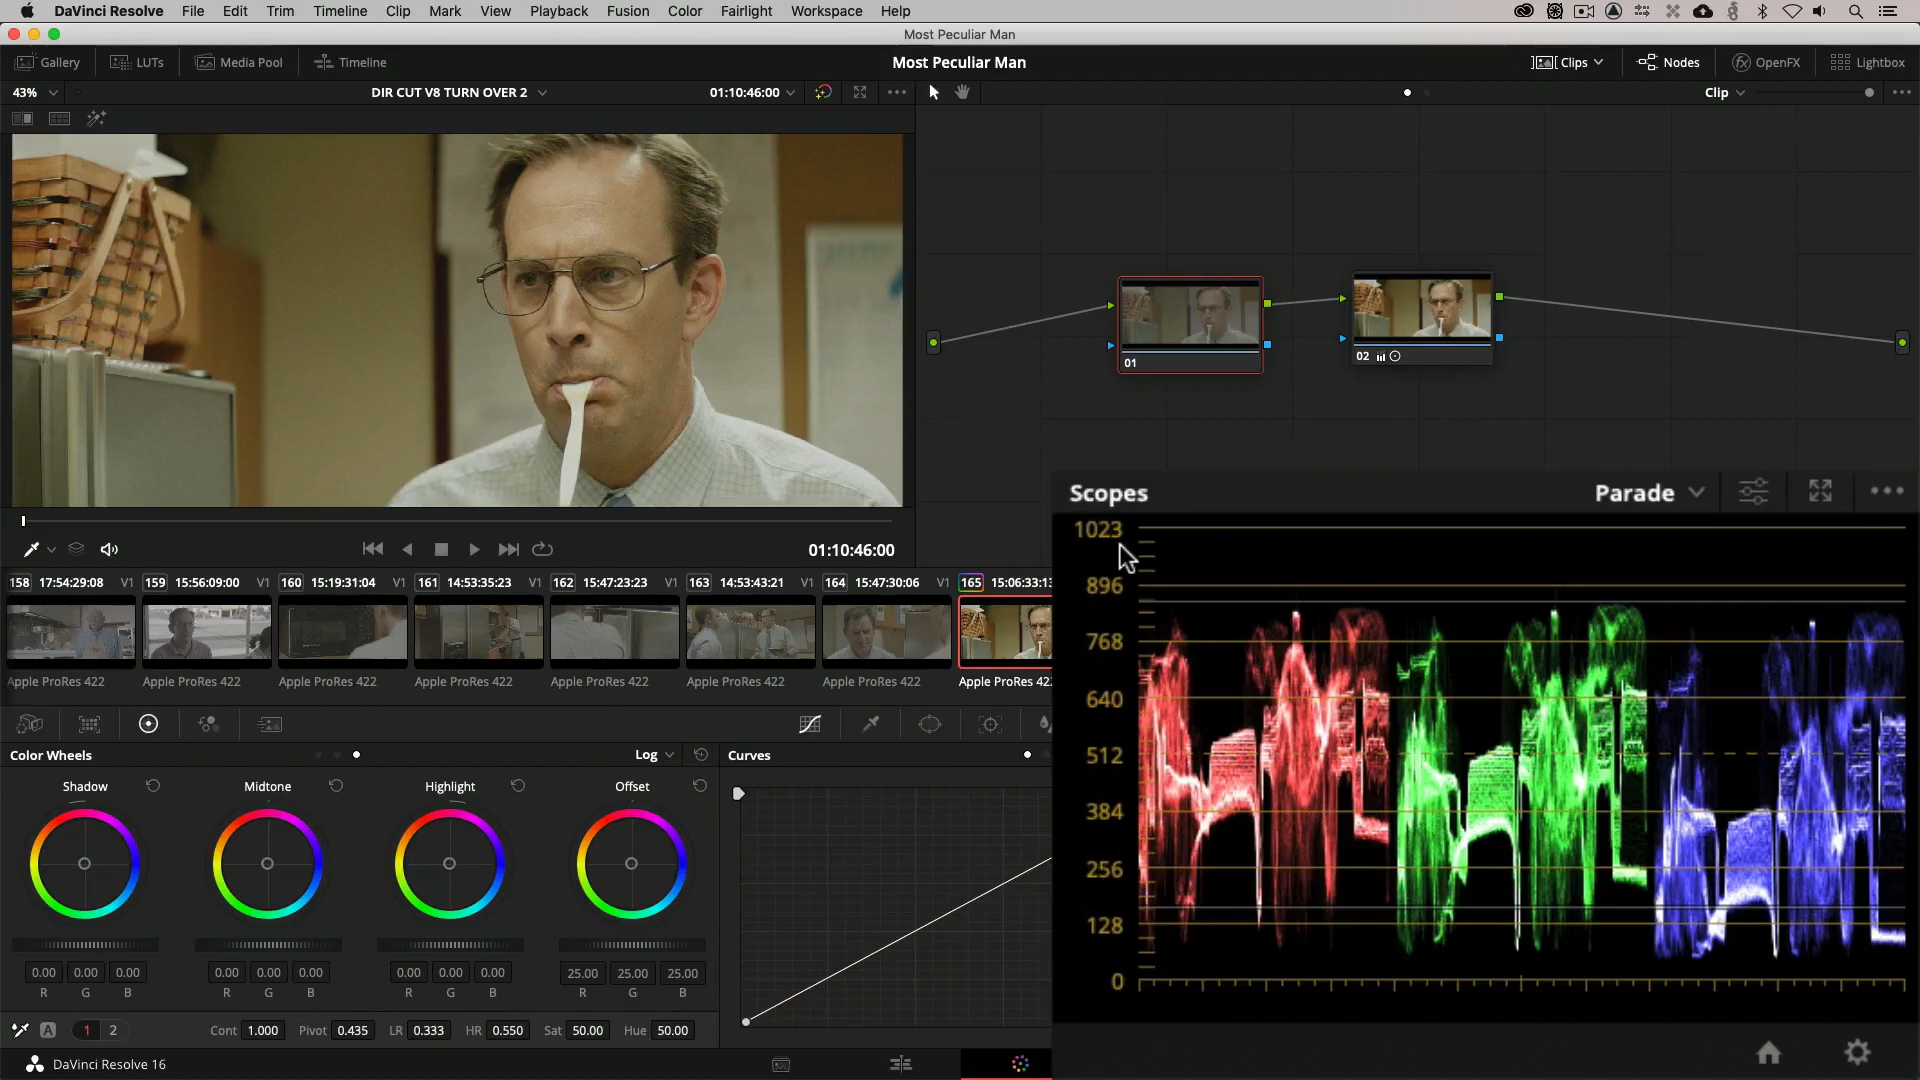 DaVinci Resolve File Edit Trim Timeline Clip Mark View Playback Fusion Color Fairlight Workspace Help
Most Peculiar Man
Gallery LUTs Media Pool Timeline Most Peculiar Man Clips Nodes OpenFX Lightbox
43% DIR CUT V8 TURN OVER 2 01:10:46:00 Clip
01
02
Scopes Parade
1023
896
768
640
512
384
256
128
0
01:10:46:00
158 17:54:29:08 V1 159 15:56:09:00 V1 160 15:19:31:04 V1 161 14:53:35:23 V1 162 15:47:23:23 V1 163 14:53:43:21 V1 164 15:47:30:06 V1 165 15:06:33:13
Apple ProRes 422 Apple ProRes 422 Apple ProRes 422 Apple ProRes 422 Apple ProRes 422 Apple ProRes 422 Apple ProRes 422 Apple ProRes 422
Color Wheels Log Curves
Shadow Midtone Highlight Offset
0.00 0.00 0.00 0.00 0.00 0.00 0.00 0.00 0.00 25.00 25.00 25.00
R G B R G B R G B R G B
A 1 2 Cont 1.000 Pivot 0.435 LR 0.333 HR 0.550 Sat 50.00 Hue 50.00
DaVinci Resolve 16